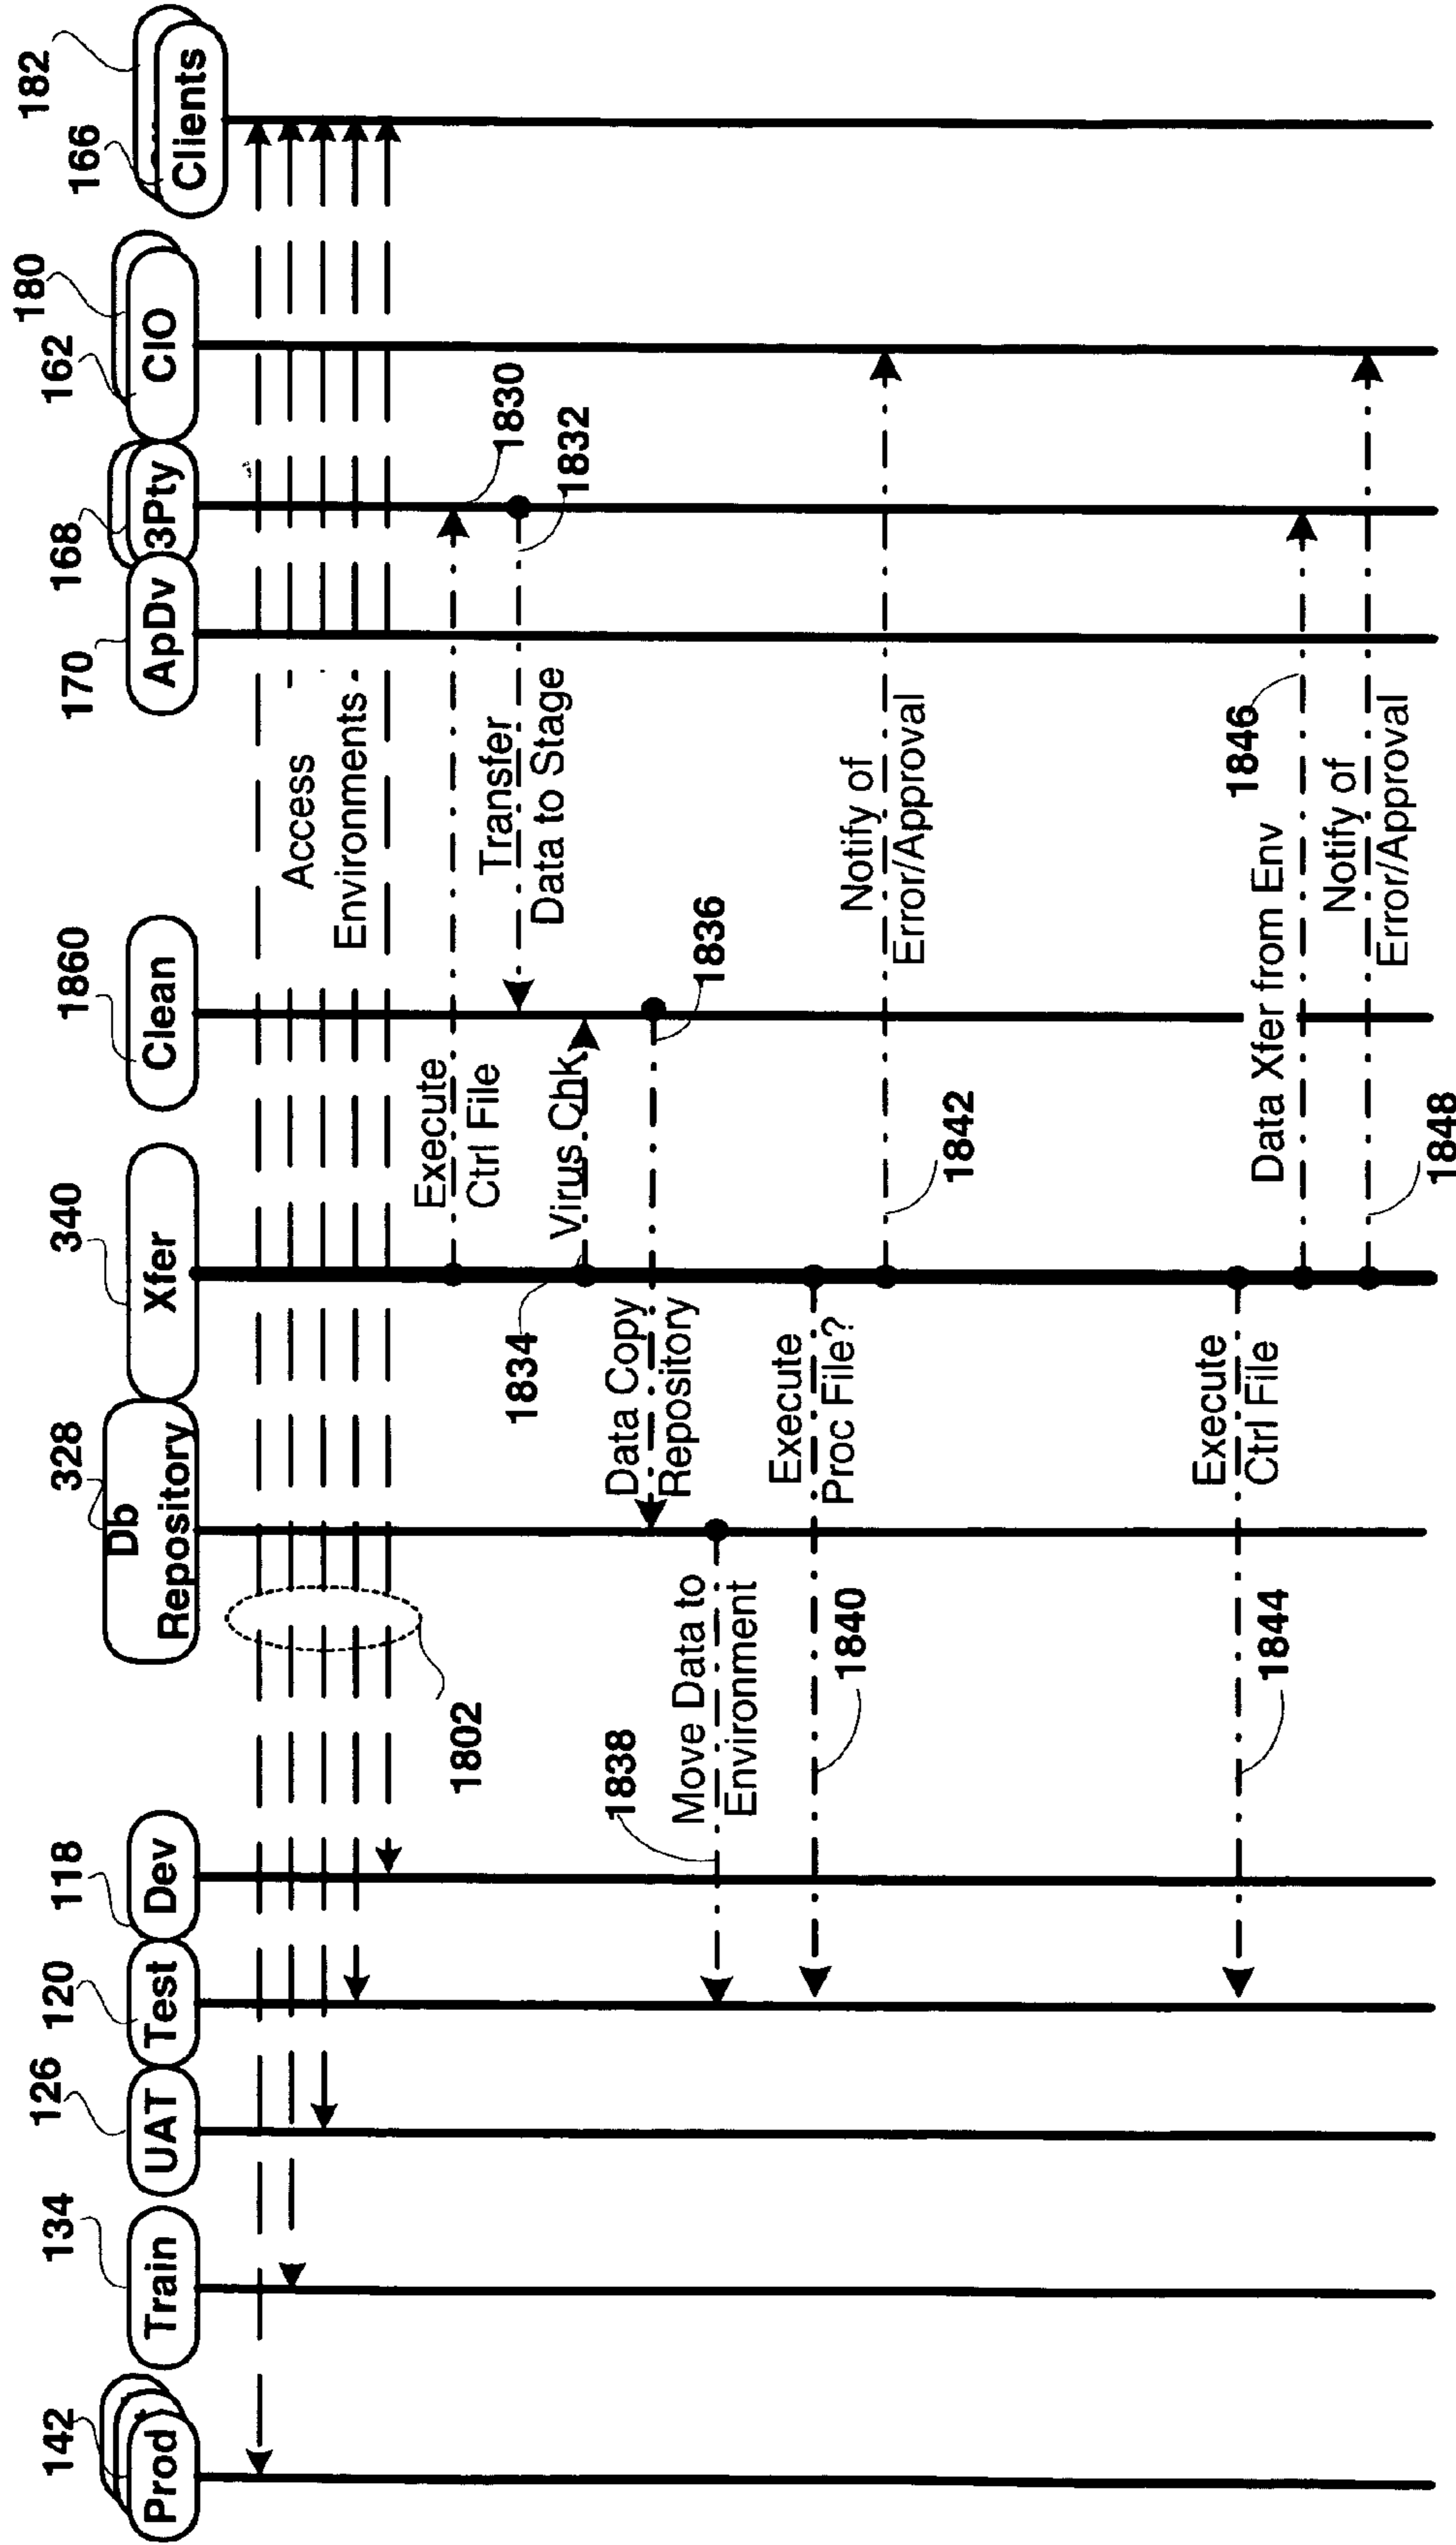 142
134
126
120
118
328
340
1860
170
168
162
180
166
182
Prod
Train
UAT
Test
Dev
Db
Repository
Xfer
Clean
ApDv
3Pty
CIO
Clients
1802
Access
Environments
Execute
Ctrl File
1830
Transfer
Data to Stage
1832
1834
Virus Chk
Data Copy
Repository
1836
1838
Move Data to
Environment
Execute
Proc File?
1840
Notify of
Error/Approval
1842
Execute
Ctrl File
1844
Data Xfer from Env
1846
Notify of
Error/Approval
1848